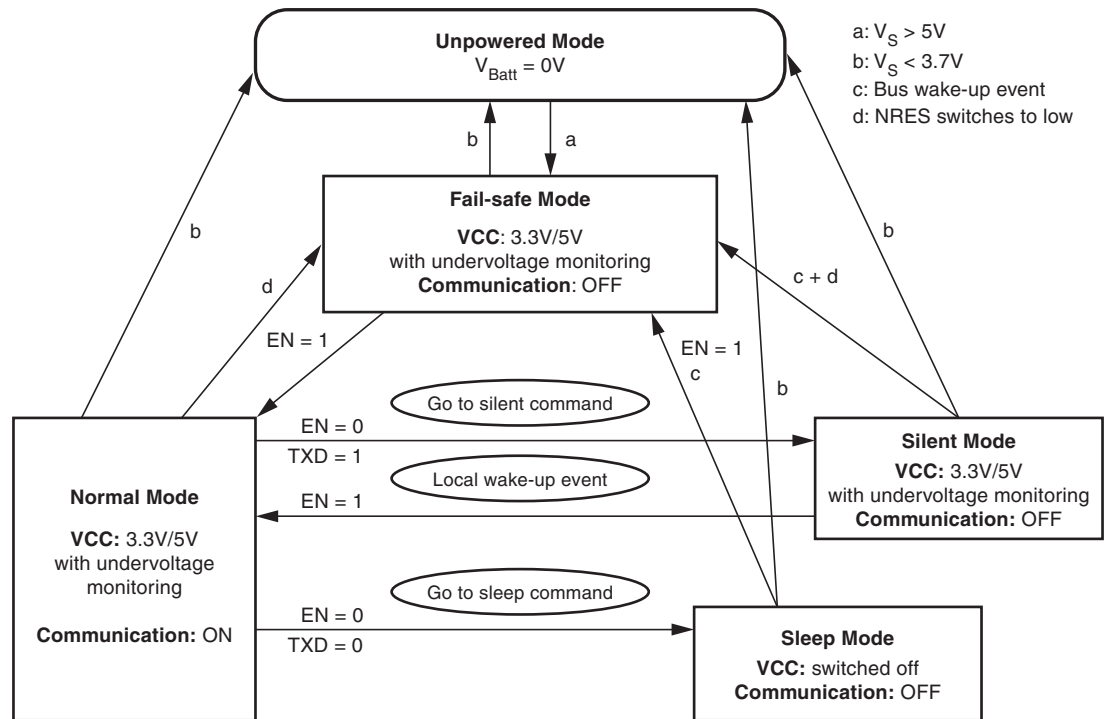 Unpowered Mode
V_Batt = 0V
a: V_S > 5V
b: V_S < 3.7V
c: Bus wake-up event
d: NRES switches to low
b
a
Fail-safe Mode
VCC: 3.3V/5V
with undervoltage monitoring
Communication: OFF
b
d
EN = 1
b
c + d
EN = 1
c
b
Go to silent command
EN = 0
TXD = 1
Local wake-up event
EN = 1
Silent Mode
VCC: 3.3V/5V
with undervoltage monitoring
Communication: OFF
Normal Mode
VCC: 3.3V/5V
with undervoltage
monitoring
Communication: ON
Go to sleep command
EN = 0
TXD = 0
Sleep Mode
VCC: switched off
Communication: OFF